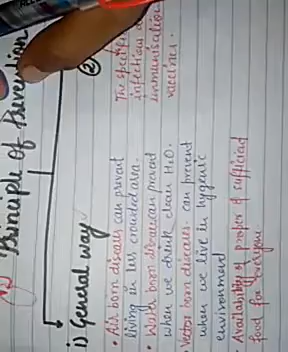 Principle of Prevention
i) General way
• Air born diseases can prevent
living in less crowded area.
• Water born diseases can prevent
when we drink clean H₂O.
• Vector born diseases can prevent
when we live in hygenic
environment
Availability of proper & sufficient
food for everyone
②
The specific
infectious
immunisation
vaccines.